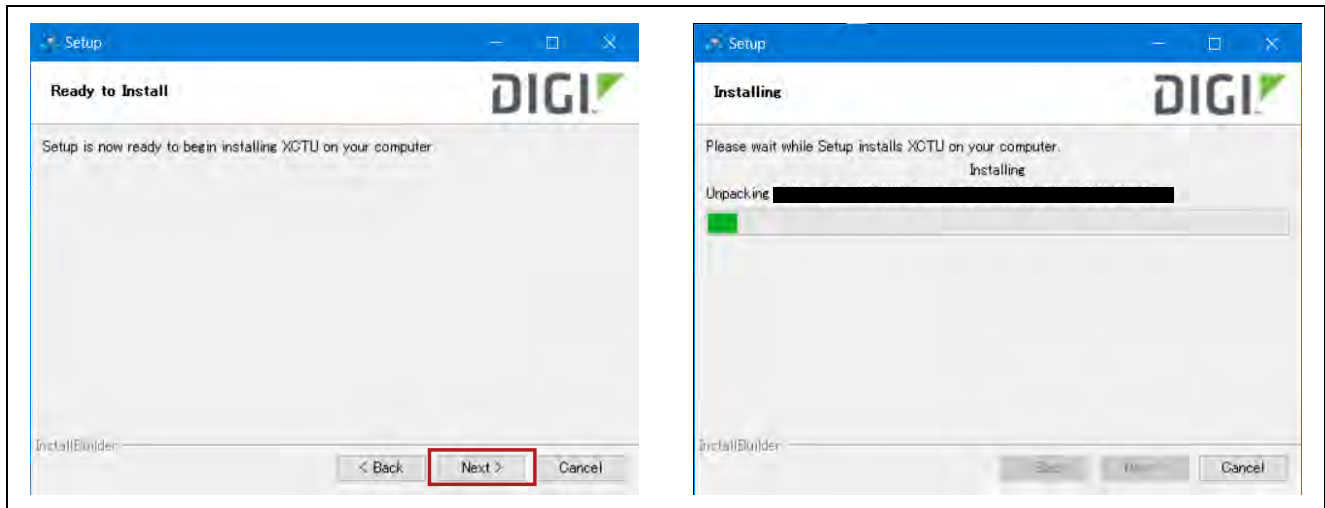 Setup
Ready to Install
DIGI
Setup is now ready to begin installing XCTU on your computer
InstallBuilder
< Back Next > Cancel
Setup
Installing
DIGI
Please wait while Setup installs XCTU on your computer.
Installing
Unpacking
InstallBuilder
Cancel